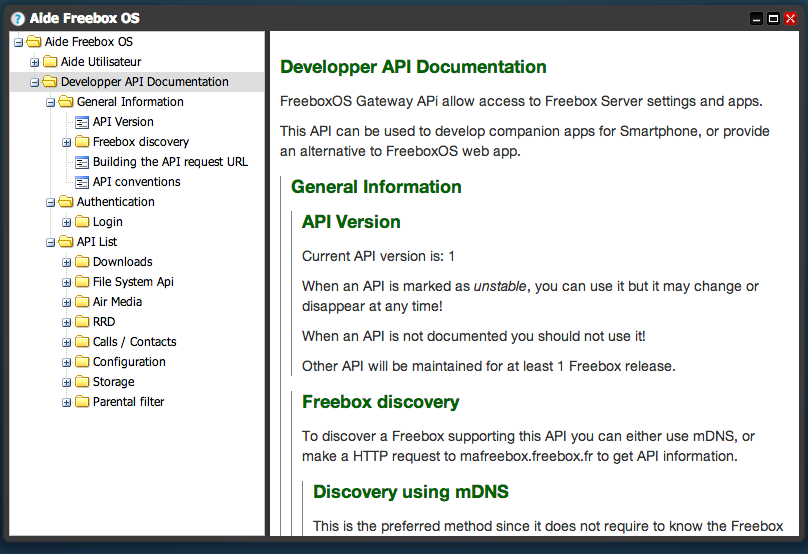 Aide Freebox OS
Aide Freebox OS
Aide Utilisateur
Developper API Documentation
General Information
API Version
Freebox discovery
Building the API request URL
API conventions
Authentication
Login
API List
Downloads
File System Api
Air Media
RRD
Calls / Contacts
Configuration
Storage
Parental filter
Developper API Documentation
FreeboxOS Gateway APi allow access to Freebox Server settings and apps.
This API can be used to develop companion apps for Smartphone, or provide
an alternative to FreeboxOS web app.
General Information
API Version
Current API version is: 1
When an API is marked as unstable, you can use it but it may change or
disappear at any time!
When an API is not documented you should not use it!
Other API will be maintained for at least 1 Freebox release.
Freebox discovery
To discover a Freebox supporting this API you can either use mDNS, or
make a HTTP request to mafreebox.freebox.fr to get API information.
Discovery using mDNS
This is the preferred method since it does not require to know the Freebox